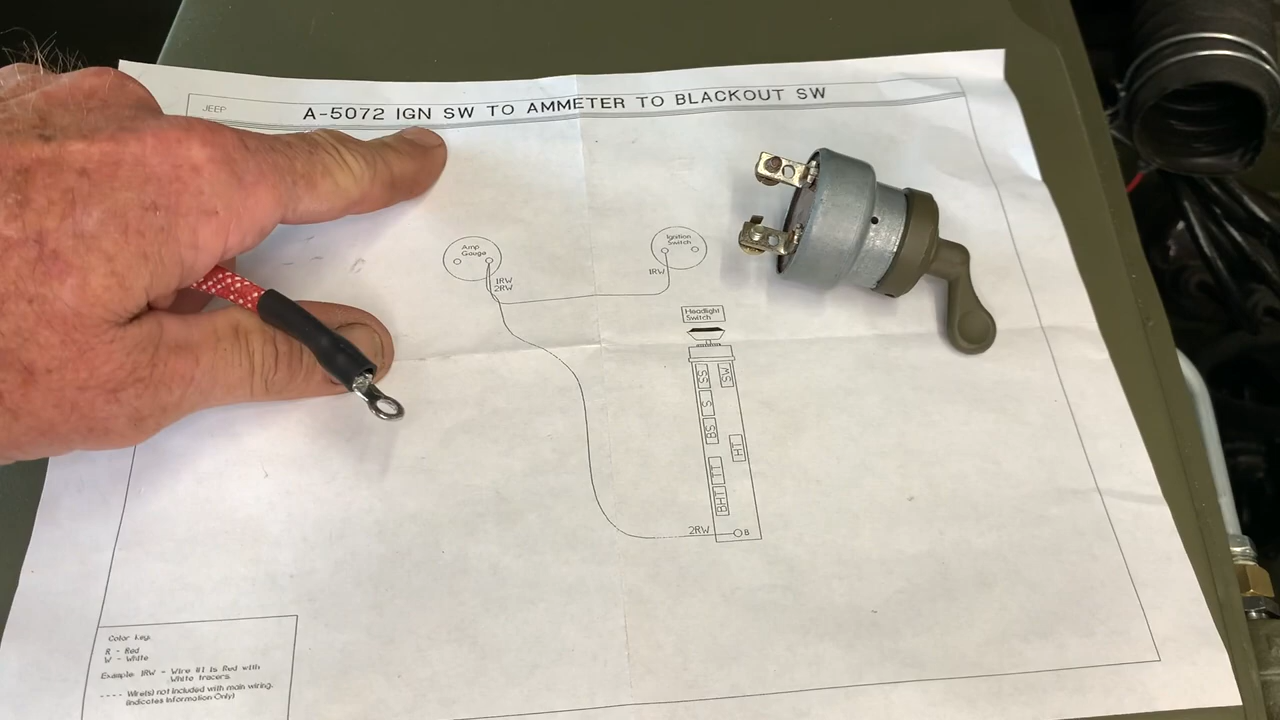 JEEP
A-5072 IGN SW TO AMMETER TO BLACKOUT SW
Amp
Gauge
Ignition
Switch
1RW
1RW
2RW
Headlight
Switch
SS
SW
S
BS
HT
TT
BHT
2RW
B
Color Key:
R - Red
W - White
Example: 1RW - Wire #1 is Red with
White tracers.
---- Wire(s) not included with main wiring.
(Indicates Information Only)